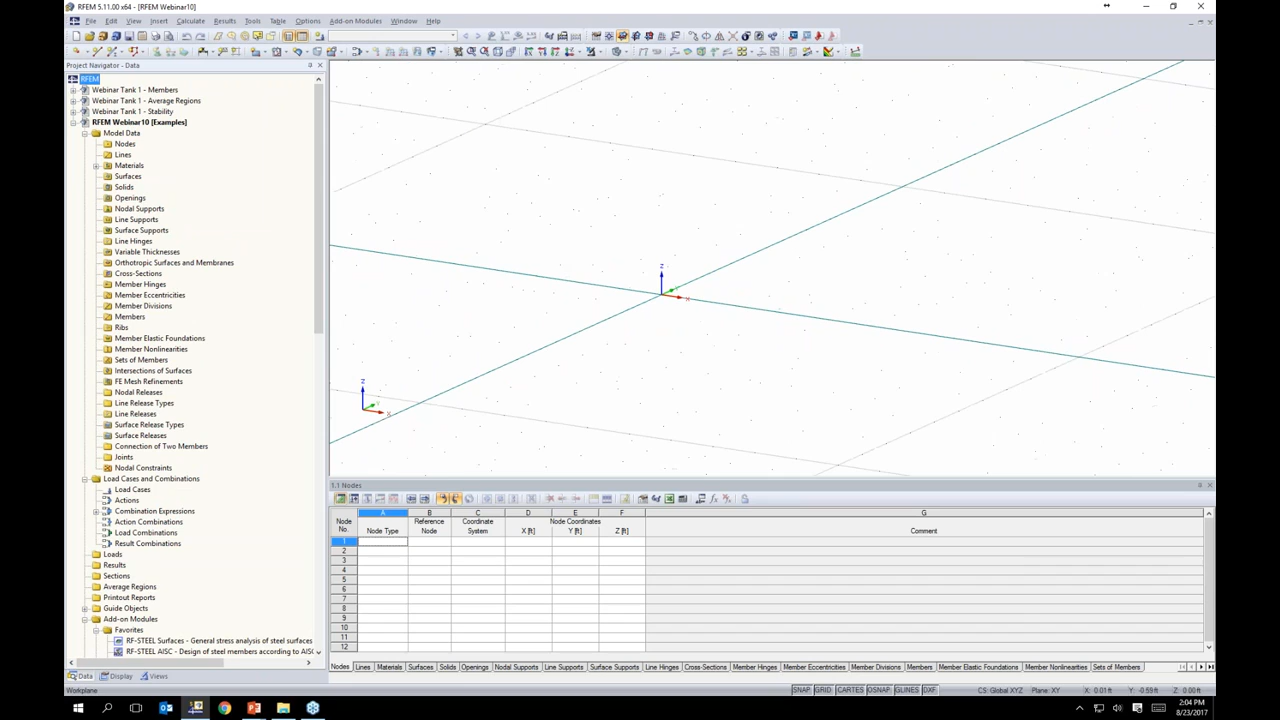 RFEM 5.11.00 x64 - [RFEM Webinar10]
File Edit View Insert Calculate Results Tools Table Options Add-on Modules Window Help
Project Navigator - Data
RFEM
Webinar Tank 1 - Members
Webinar Tank 1 - Average Regions
Webinar Tank 1 - Stability
RFEM Webinar10 [Examples]
Model Data
Nodes
Lines
Materials
Surfaces
Solids
Openings
Nodal Supports
Line Supports
Surface Supports
Line Hinges
Variable Thicknesses
Orthotropic Surfaces and Membranes
Cross-Sections
Member Hinges
Member Eccentricities
Member Divisions
Members
Ribs
Member Elastic Foundations
Member Nonlinearities
Sets of Members
Intersections of Surfaces
FE Mesh Refinements
Nodal Releases
Line Release Types
Line Releases
Surface Release Types
Surface Releases
Connection of Two Members
Joints
Nodal Constraints
Load Cases and Combinations
Load Cases
Actions
Combination Expressions
Action Combinations
Load Combinations
Result Combinations
Loads
Results
Sections
Average Regions
Printout Reports
Guide Objects
Add-on Modules
Favorites
RF-STEEL Surfaces - General stress analysis of steel surfaces
RF-STEEL AISC - Design of steel members according to AISC
Data Display Views
Z
X
Z
X
1.1 Nodes
A B C D E F G
Node Reference Coordinate Node Coordinates
No. Node Type Node System X [ft] Y [ft] Z [ft] Comment
1
2
3
4
5
6
7
8
9
10
11
12
Nodes Lines Materials Surfaces Solids Openings Nodal Supports Line Supports Surface Supports Line Hinges Cross-Sections Member Hinges Member Eccentricities Member Divisions Members Member Elastic Foundations Member Nonlinearities Sets of Members
Workplane SNAP GRID CARTES OSNAP GLINES DXF CS: Global XYZ Plane: XY X: 0.01 ft Y: -0.59 ft Z: 0.00 ft
2:04 PM
8/23/2017